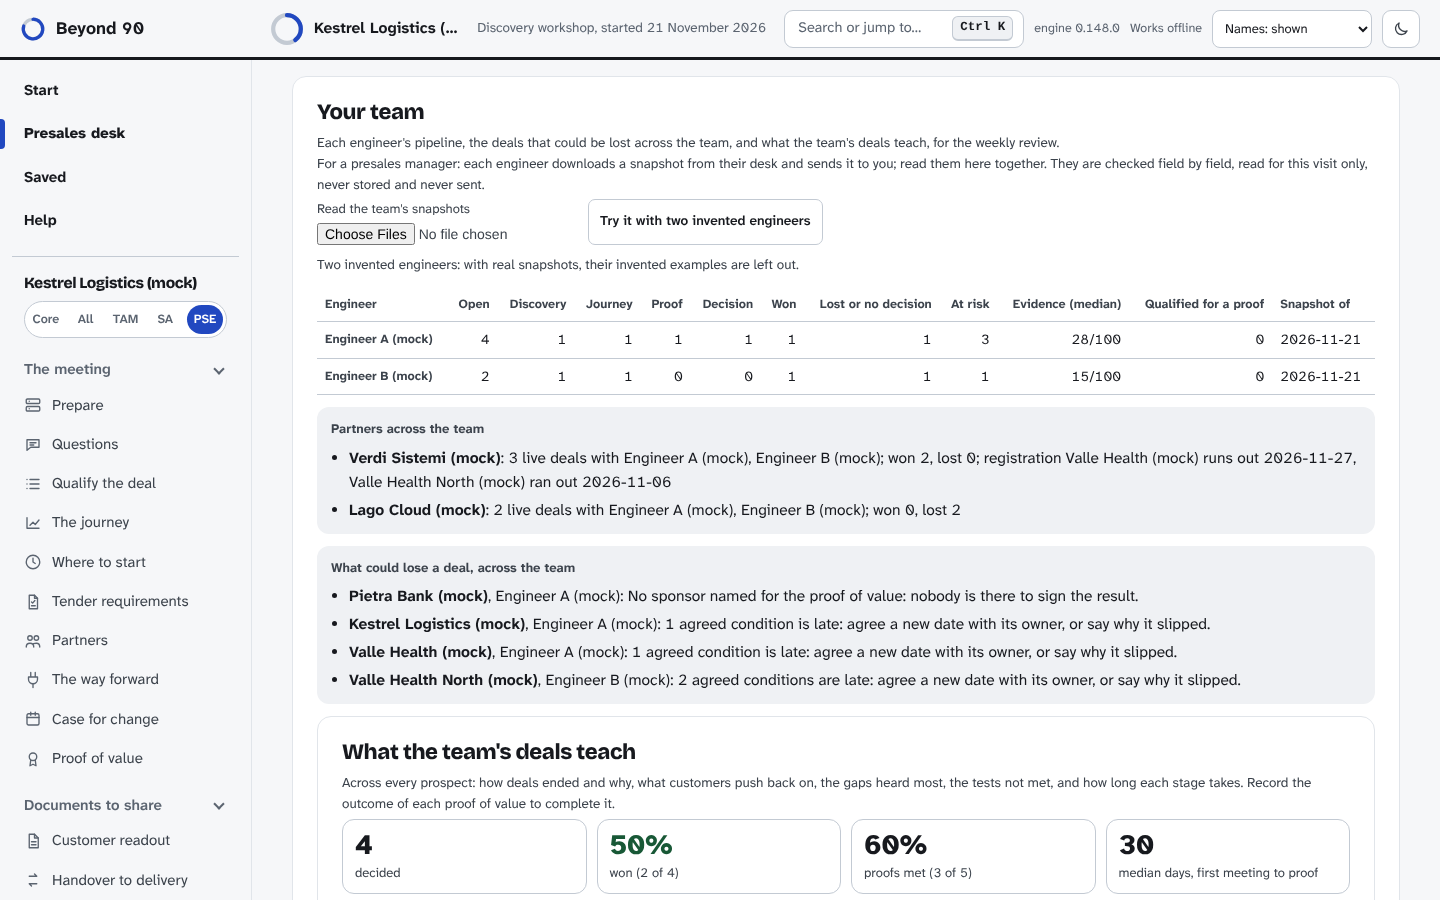 Beyond 90
Kestrel Logistics (...
Discovery workshop, started 21 November 2026
Search or jump to...
Ctrl K
engine 0.148.0
Works offline
Names: shown
Start
Presales desk
Saved
Help
Kestrel Logistics (mock)
Core All TAM SA PSE
The meeting
Prepare
Questions
Qualify the deal
The journey
Where to start
Tender requirements
Partners
The way forward
Case for change
Proof of value
Documents to share
Customer readout
Handover to delivery
Your team
Each engineer's pipeline, the deals that could be lost across the team, and what the team's deals teach, for the weekly review.
For a presales manager: each engineer downloads a snapshot from their desk and sends it to you; read them here together. They are checked field by field, read for this visit only,
never stored and never sent.
Read the team's snapshots
Choose Files No file chosen
Try it with two invented engineers
Two invented engineers: with real snapshots, their invented examples are left out.
Engineer Open Discovery Journey Proof Decision Won Lost or no decision At risk Evidence (median) Qualified for a proof Snapshot of
Engineer A (mock) 4 1 1 1 1 1 1 3 28/100 0 2026-11-21
Engineer B (mock) 2 1 1 0 0 1 1 1 15/100 0 2026-11-21
Partners across the team
• Verdi Sistemi (mock): 3 live deals with Engineer A (mock), Engineer B (mock); won 2, lost 0; registration Valle Health (mock) runs out 2026-11-27,
Valle Health North (mock) ran out 2026-11-06
• Lago Cloud (mock): 2 live deals with Engineer A (mock), Engineer B (mock); won 0, lost 2
What could lose a deal, across the team
• Pietra Bank (mock), Engineer A (mock): No sponsor named for the proof of value: nobody is there to sign the result.
• Kestrel Logistics (mock), Engineer A (mock): 1 agreed condition is late: agree a new date with its owner, or say why it slipped.
• Valle Health (mock), Engineer A (mock): 1 agreed condition is late: agree a new date with its owner, or say why it slipped.
• Valle Health North (mock), Engineer B (mock): 2 agreed conditions are late: agree a new date with its owner, or say why it slipped.
What the team's deals teach
Across every prospect: how deals ended and why, what customers push back on, the gaps heard most, the tests not met, and how long each stage takes. Record the
outcome of each proof of value to complete it.
4
decided
50%
won (2 of 4)
60%
proofs met (3 of 5)
30
median days, first meeting to proof